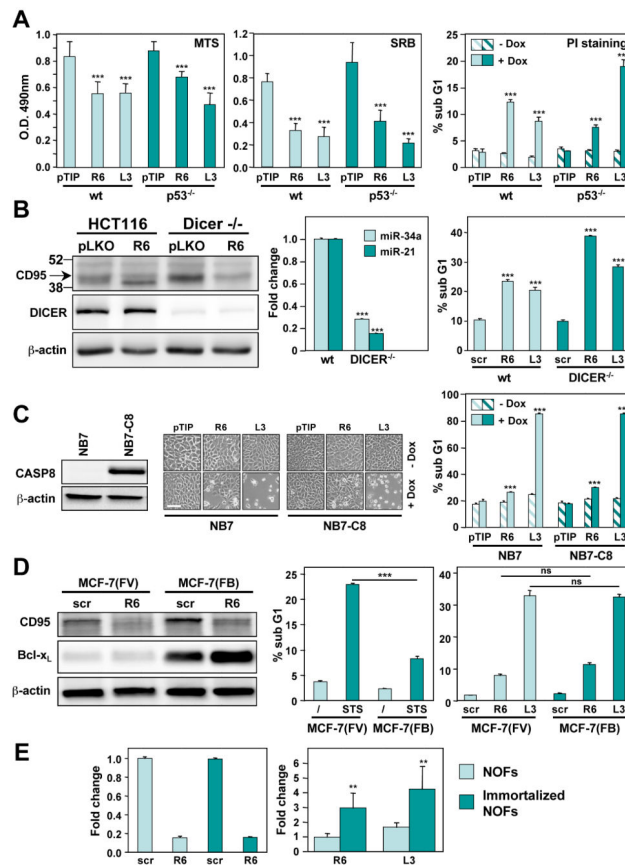 A
MTS
O.D. 490nm
1.0
0.8
0.6
0.4
0.2
0
***
***
***
***
pTIP R6 L3 pTIP R6 L3
wt p53-/-
SRB
1.2
1.0
0.8
0.6
0.4
0.2
0
***
***
***
***
pTIP R6 L3 pTIP R6 L3
wt p53-/-
PI staining
- Dox
+ Dox
% sub G1
20
15
10
5
0
***
***
***
pTIP R6 L3 pTIP R6 L3
wt p53-/-
B
HCT116 Dicer -/-
pLKO R6 pLKO R6
52
CD95
38
DICER
β-actin
Fold change
1.0
0.8
0.6
0.4
0.2
0
miR-34a
miR-21
***
***
wt DICER-/-
% sub G1
40
30
20
10
0
***
***
***
***
scr R6 L3 scr R6 L3
wt DICER-/-
C
NB7
NB7-C8
CASP8
β-actin
pTIP R6 L3 pTIP R6 L3
- Dox
+ Dox
NB7 NB7-C8
- Dox
+ Dox
% sub G1
100
80
60
40
20
0
***
***
***
pTIP R6 L3 pTIP R6 L3
NB7 NB7-C8
D
MCF-7(FV) MCF-7(FB)
scr R6 scr R6
CD95
Bcl-xL
β-actin
% sub G1
25
20
15
10
5
0
***
/ STS / STS
MCF-7(FV) MCF-7(FB)
% sub G1
40
30
20
10
0
ns
ns
scr R6 L3 scr R6 L3
MCF-7(FV) MCF-7(FB)
E
Fold change
1.0
0.8
0.6
0.4
0.2
0.0
scr R6 scr R6
Fold change
6
5
4
3
2
1
0
**
**
R6 L3
NOFs
Immortalized
NOFs